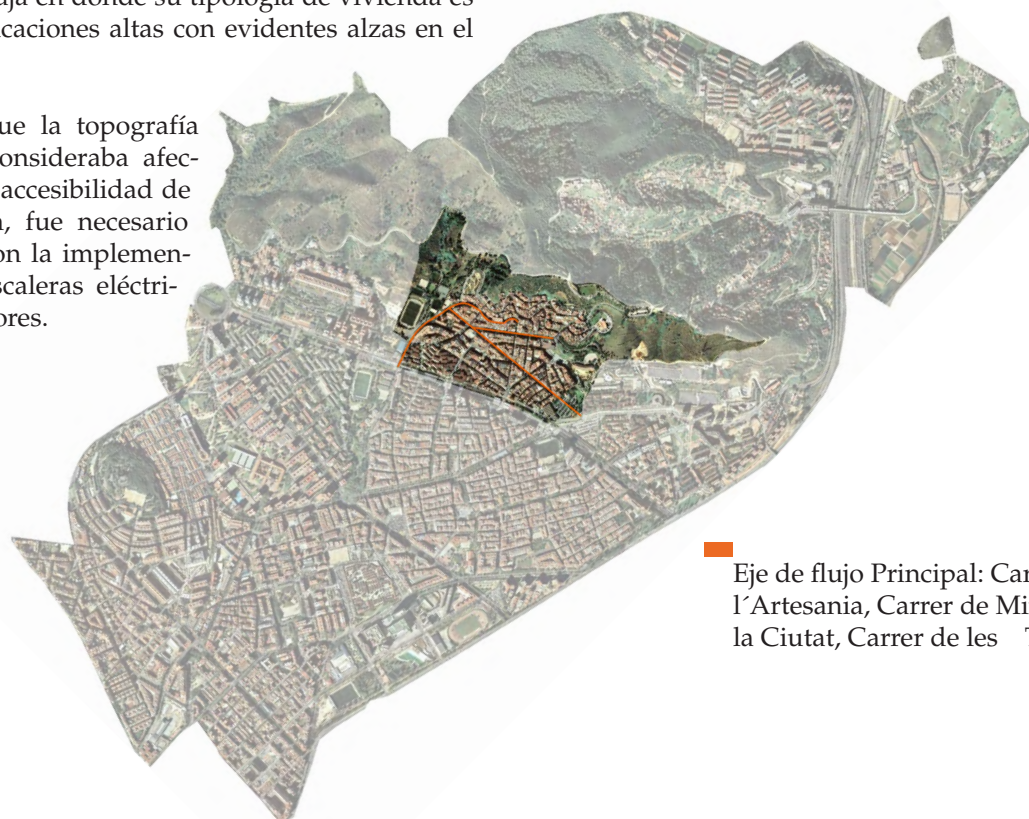 aja en donde su tipología de vivienda es
icaciones altas con evidentes alzas en el
ue la topografía
onsideraba afec-
accesibilidad de
, fue necesario
on la implemen-
scaleras eléctri-
ores.
Eje de flujo Principal: Car
l´Artesania, Carrer de Mi
la Ciutat, Carrer de les